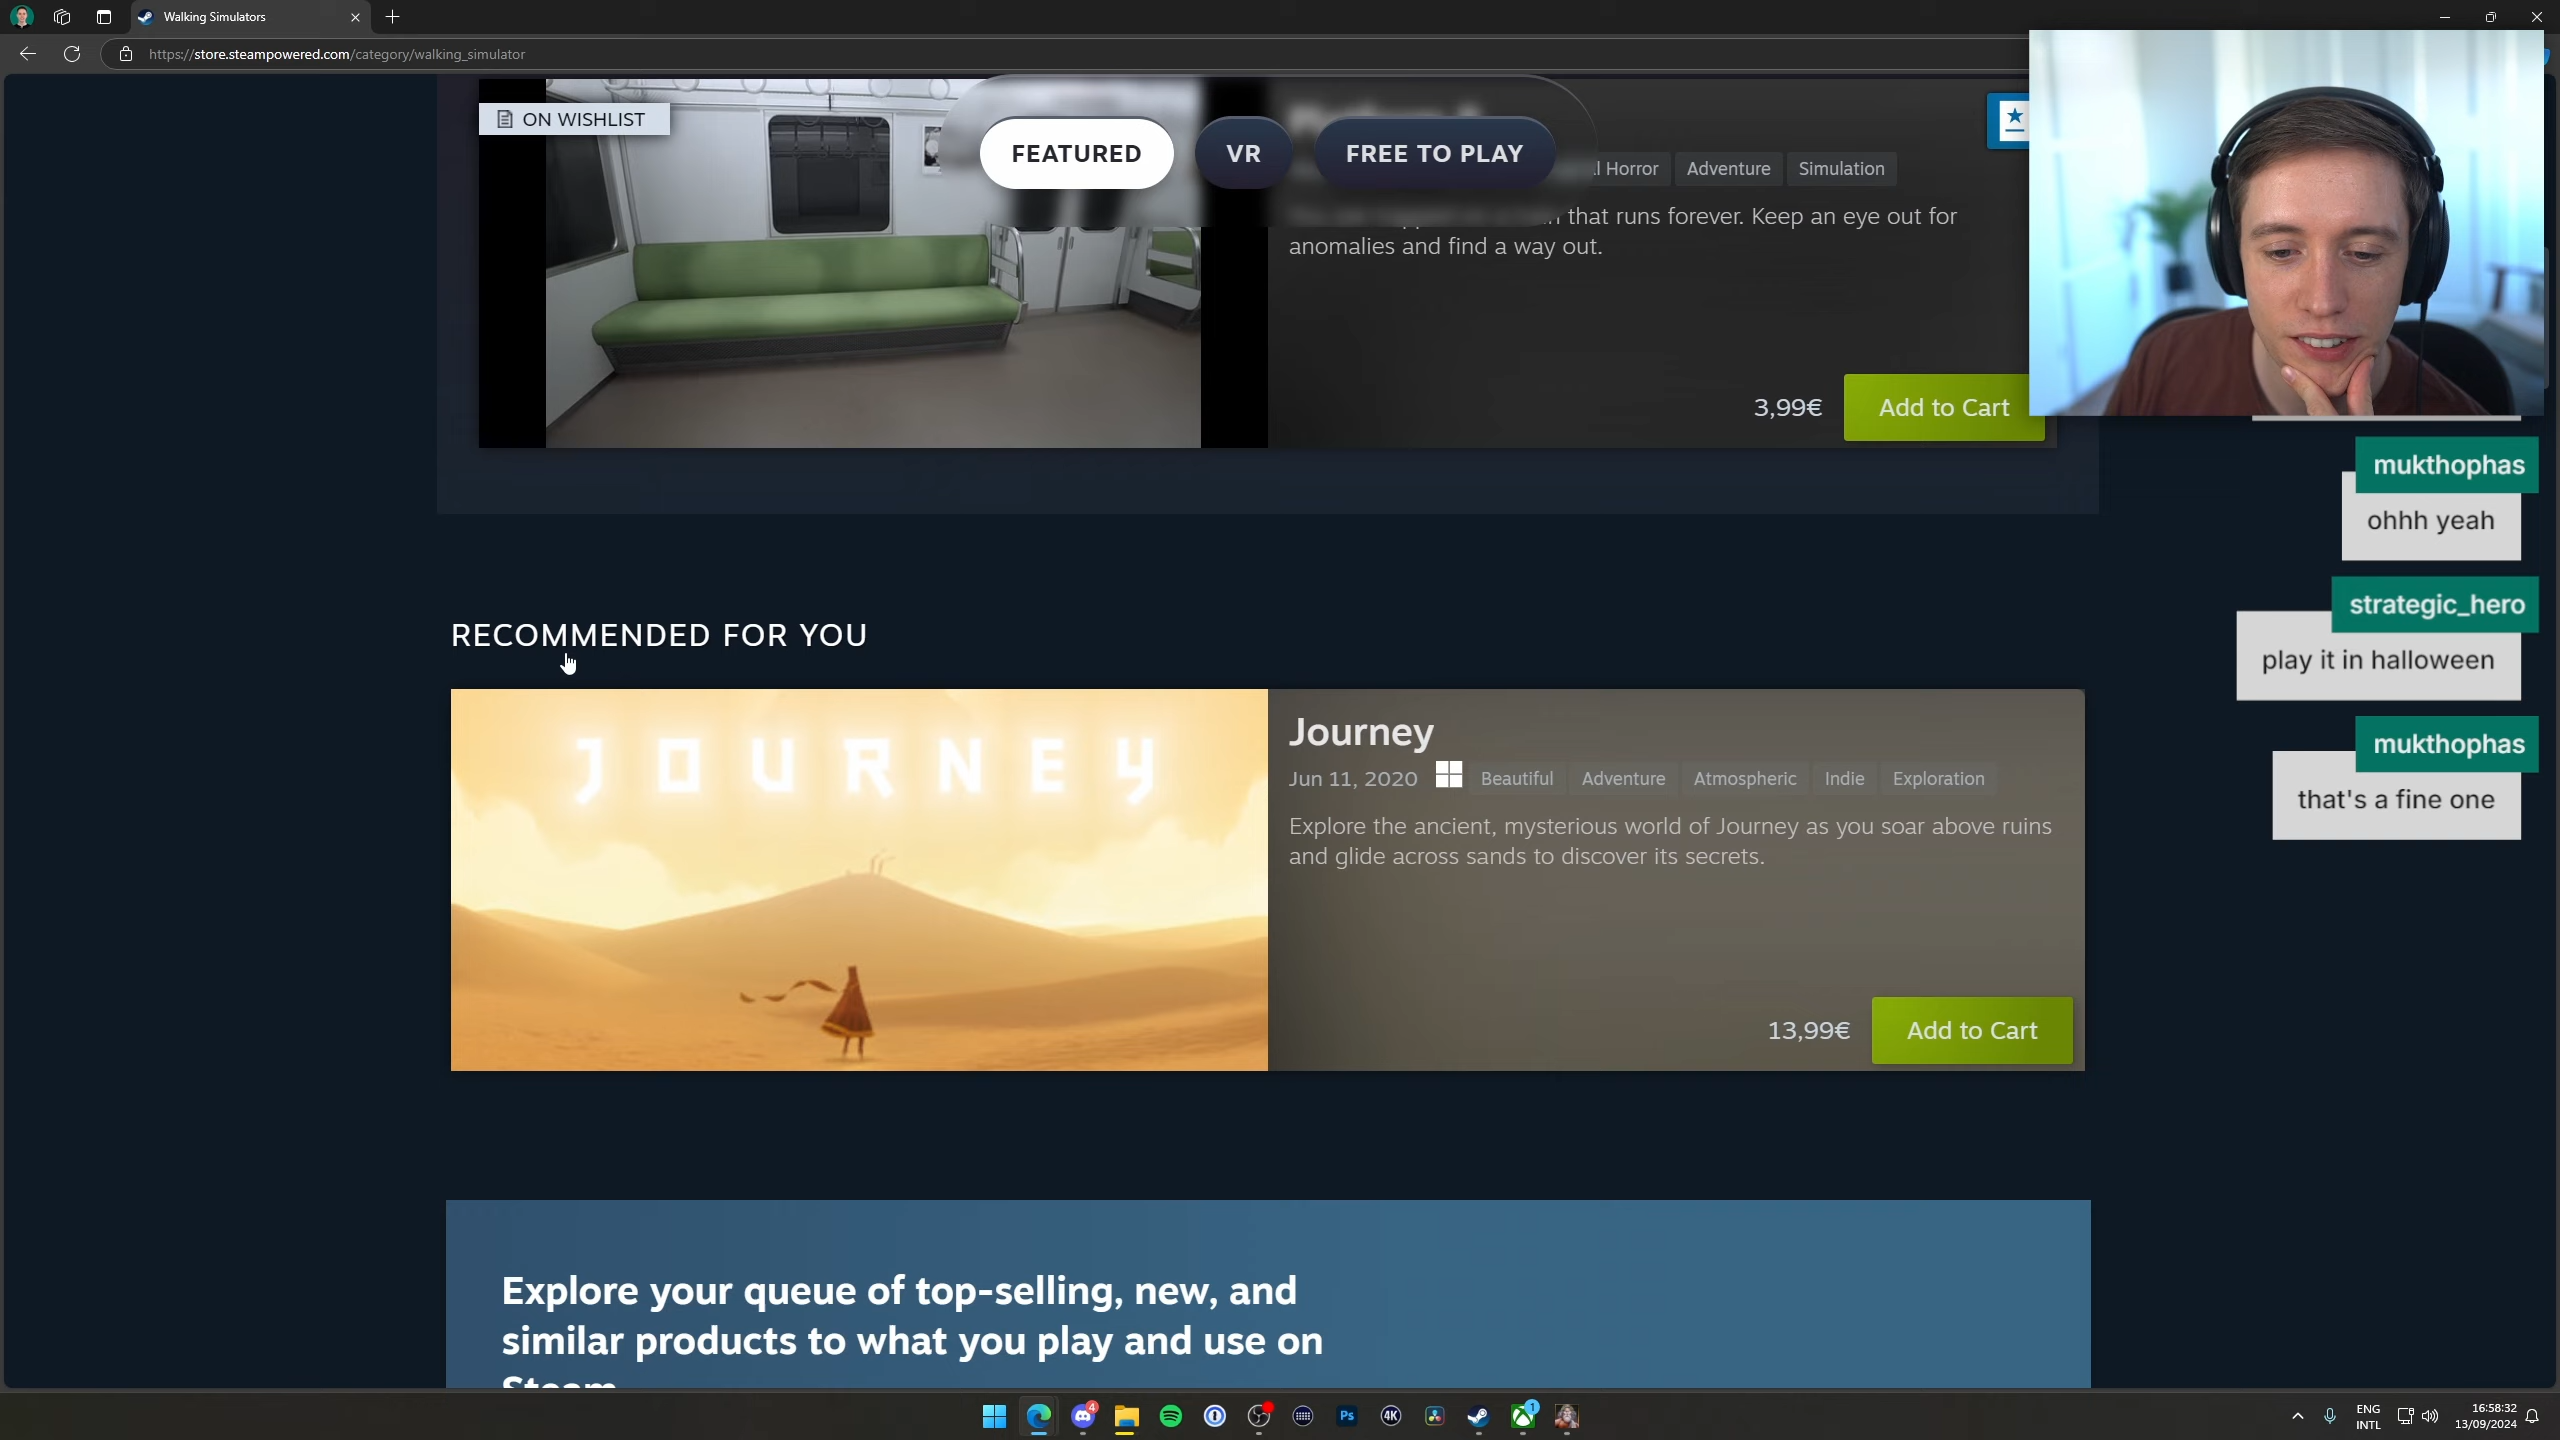 Walking Simulators
https://store.steampowered.com/category/walking_simulator
ON WISHLIST
FEATURED
VR
FREE TO PLAY
l Horror
Adventure
Simulation
that runs forever. Keep an eye out for
anomalies and find a way out.
3,99€
Add to Cart
RECOMMENDED FOR YOU
JOURNEY
Journey
Jun 11, 2020
Beautiful
Adventure
Atmospheric
Indie
Exploration
Explore the ancient, mysterious world of Journey as you soar above ruins
and glide across sands to discover its secrets.
13,99€
Add to Cart
Explore your queue of top-selling, new, and
similar products to what you play and use on
Steam
mukthophas
ohhh yeah
strategic_hero
play it in halloween
mukthophas
that's a fine one
4
Ps
4K
1
ENG
INTL
16:58:32
13/09/2024